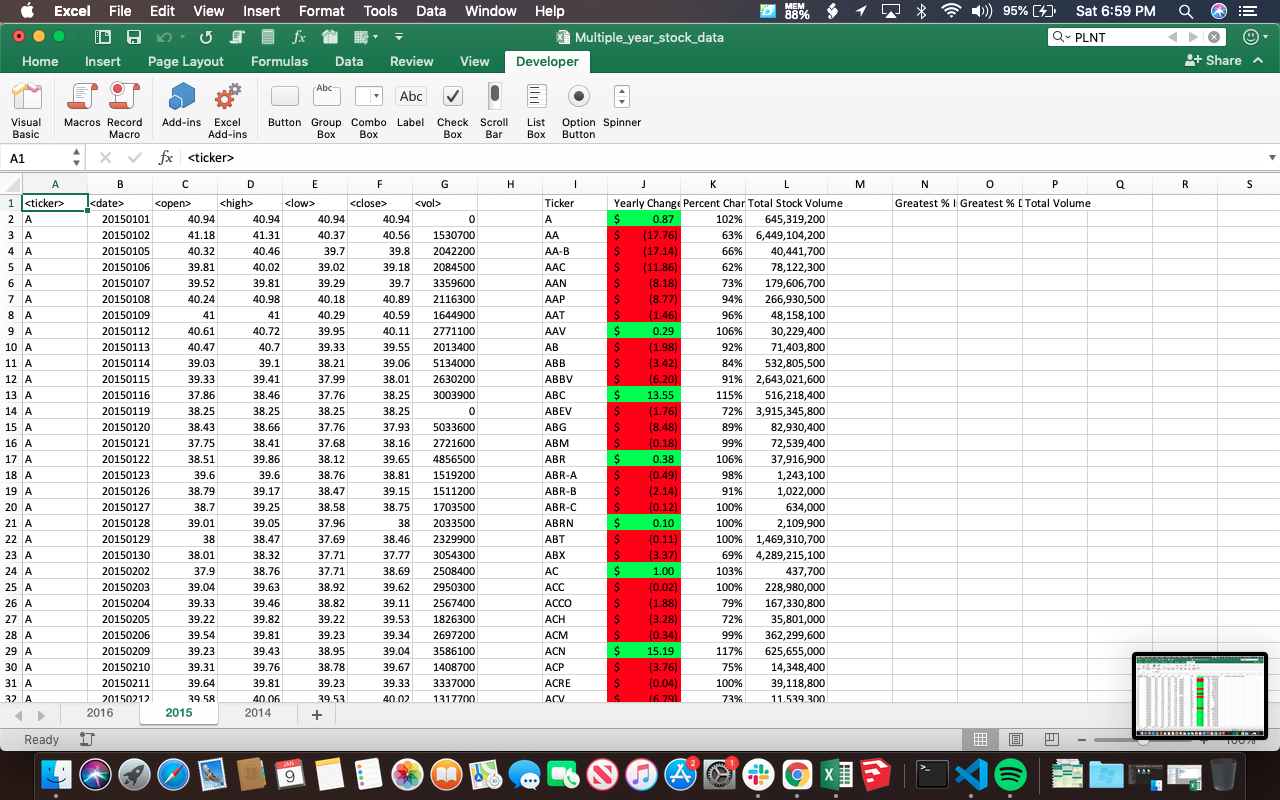 Excel File Edit View Insert Format Tools Data Window Help MEM 88% 95% Sat 6:59 PM
Multiple_year_stock_data PLNT
Home Insert Page Layout Formulas Data Review View Developer Share
Visual Basic Macros Record Macro Add-ins Excel Add-ins Button Abc Group Box Combo Box Abc Label Check Box Scroll Bar List Box Option Button Spinner
A1 fx <ticker>
A B C D E F G H I J K L M N O P Q R S
1 <ticker> <date> <open> <high> <low> <close> <vol> Ticker Yearly Change Percent Char Total Stock Volume Greatest % I Greatest % D Total Volume
2 A 20150101 40.94 40.94 40.94 40.94 0 A $ 0.87 102% 645,319,200
3 A 20150102 41.18 41.31 40.37 40.56 1530700 AA $ (17.76) 63% 6,449,104,200
4 A 20150105 40.32 40.46 39.7 39.8 2042200 AA-B $ (17.14) 66% 40,441,700
5 A 20150106 39.81 40.02 39.02 39.18 2084500 AAC $ (11.86) 62% 78,122,300
6 A 20150107 39.52 39.81 39.29 39.7 3359600 AAN $ (8.18) 73% 179,606,700
7 A 20150108 40.24 40.98 40.18 40.89 2116300 AAP $ (8.77) 94% 266,930,500
8 A 20150109 41 41 40.29 40.59 1644900 AAT $ (1.46) 96% 48,158,100
9 A 20150112 40.61 40.72 39.95 40.11 2771100 AAV $ 0.29 106% 30,229,400
10 A 20150113 40.47 40.7 39.33 39.55 2013400 AB $ (1.98) 92% 71,403,800
11 A 20150114 39.03 39.1 38.21 39.06 5134000 ABB $ (3.42) 84% 532,805,500
12 A 20150115 39.33 39.41 37.99 38.01 2630200 ABBV $ (6.20) 91% 2,643,021,600
13 A 20150116 37.86 38.46 37.76 38.25 3003900 ABC $ 13.55 115% 516,218,400
14 A 20150119 38.25 38.25 38.25 38.25 0 ABEV $ (1.76) 72% 3,915,345,800
15 A 20150120 38.43 38.66 37.76 37.93 5033600 ABG $ (8.48) 89% 82,930,400
16 A 20150121 37.75 38.41 37.68 38.16 2721600 ABM $ (0.18) 99% 72,539,400
17 A 20150122 38.51 39.86 38.12 39.65 4856500 ABR $ 0.38 106% 37,916,900
18 A 20150123 39.6 39.6 38.76 38.81 1519200 ABR-A $ (0.49) 98% 1,243,100
19 A 20150126 38.79 39.17 38.47 39.15 1511200 ABR-B $ (2.14) 91% 1,022,000
20 A 20150127 38.7 39.25 38.58 38.75 1703500 ABR-C $ (0.12) 100% 634,000
21 A 20150128 39.01 39.05 37.96 38 2033500 ABRN $ 0.10 100% 2,109,900
22 A 20150129 38 38.47 37.69 38.46 2329900 ABT $ (0.11) 100% 1,469,310,700
23 A 20150130 38.01 38.32 37.71 37.77 3054300 ABX $ (3.37) 69% 4,289,215,100
24 A 20150202 37.9 38.76 37.71 38.69 2508400 AC $ 1.00 103% 437,700
25 A 20150203 39.04 39.63 38.92 39.62 2950300 ACC $ (0.02) 100% 228,980,000
26 A 20150204 39.33 39.46 38.82 39.11 2567400 ACCO $ (1.88) 79% 167,330,800
27 A 20150205 39.22 39.82 39.22 39.53 1826300 ACH $ (3.28) 72% 35,801,000
28 A 20150206 39.54 39.81 39.23 39.34 2697200 ACM $ (0.34) 99% 362,299,600
29 A 20150209 39.23 39.43 38.95 39.04 3586100 ACN $ 15.19 117% 625,655,000
30 A 20150210 39.31 39.76 38.78 39.67 1408700 ACP $ (3.76) 75% 14,348,400
31 A 20150211 39.64 39.81 39.23 39.33 2031700 ACRE $ (0.04) 100% 39,118,800
32 A 20150212 39.58 40.06 39.53 40.02 1317700 ACV $ (6.79) 73% 11,539,300
2016 2015 2014 +
Ready 100%
JAN 9 2 1